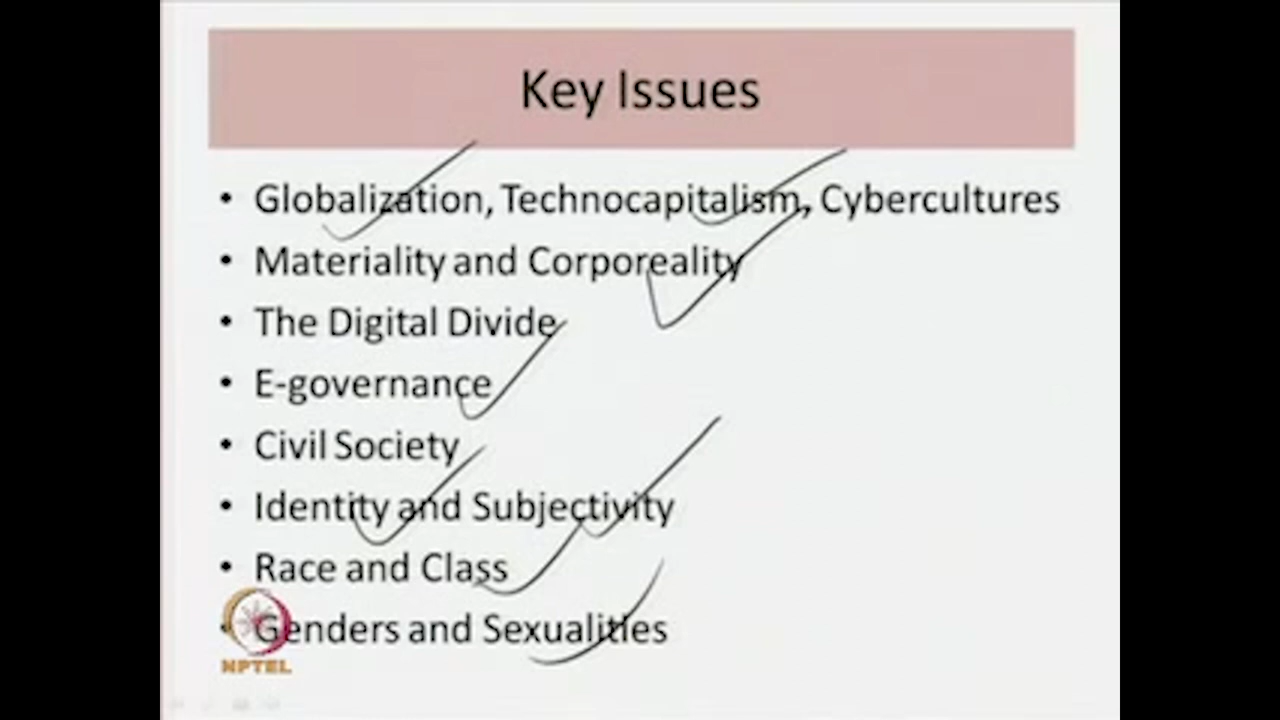 Key Issues
• Globalization, Technocapitalism, Cybercultures
• Materiality and Corporeality
• The Digital Divide
• E-governance
• Civil Society
• Identity and Subjectivity
• Race and Class
• Genders and Sexualities
NPTEL